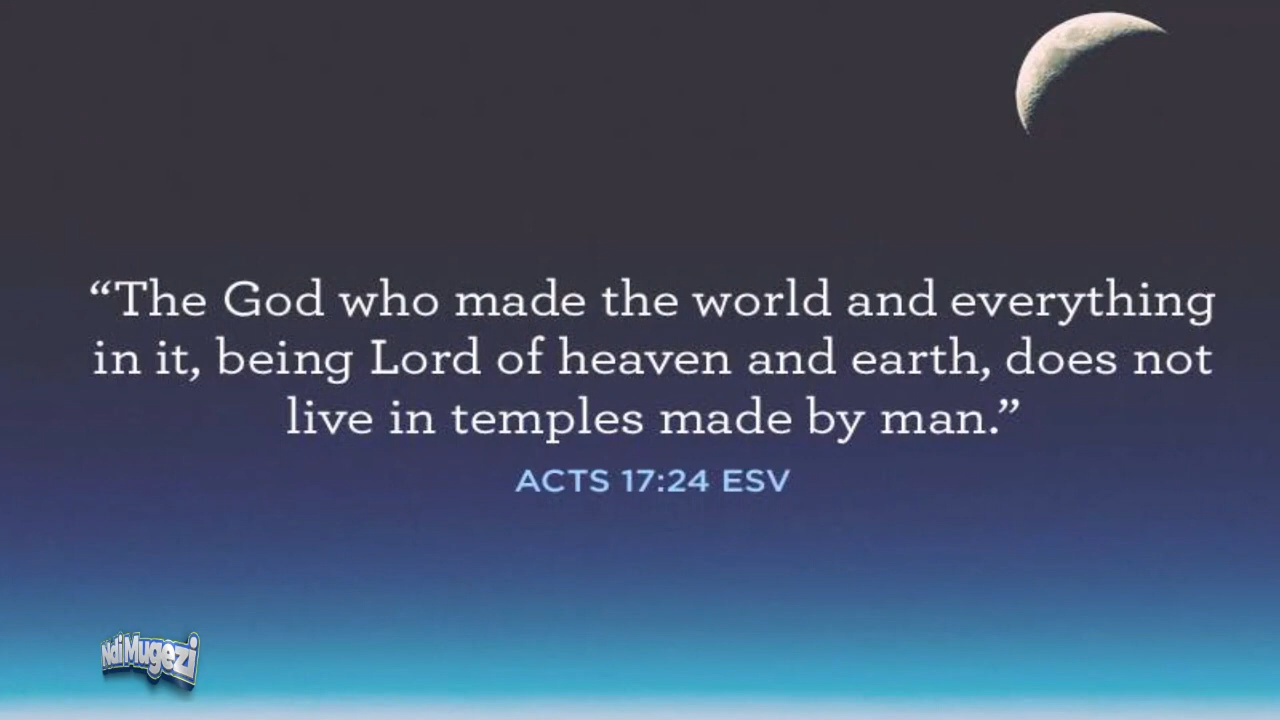 “The God who made the world and everything
in it, being Lord of heaven and earth, does not
live in temples made by man.”
ACTS 17:24 ESV
NdiMugezi